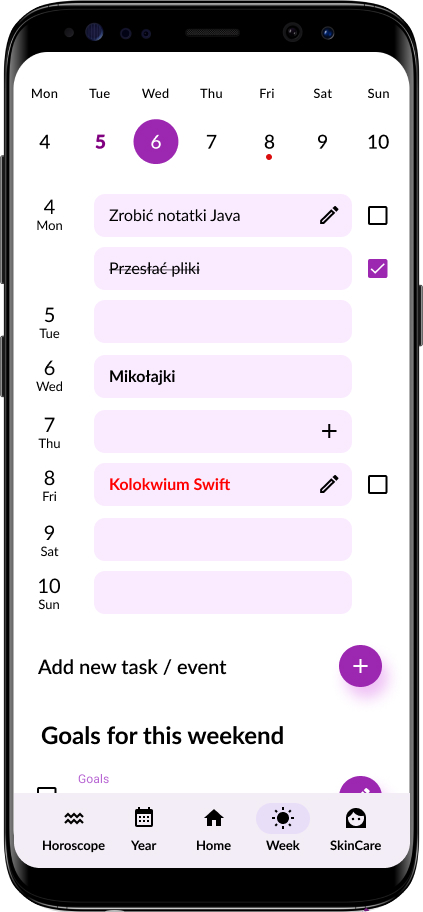 Mon Tue Wed Thu Fri Sat Sun
4 5 6 7 8 9 10
4
Mon
Zrobić notatki Java
Przesłać pliki
5
Tue
6
Wed
Mikołajki
7
Thu
8
Fri
Kolokwium Swift
9
Sat
10
Sun
Add new task / event
Goals for this weekend
Goals
Horoscope Year Home Week SkinCare